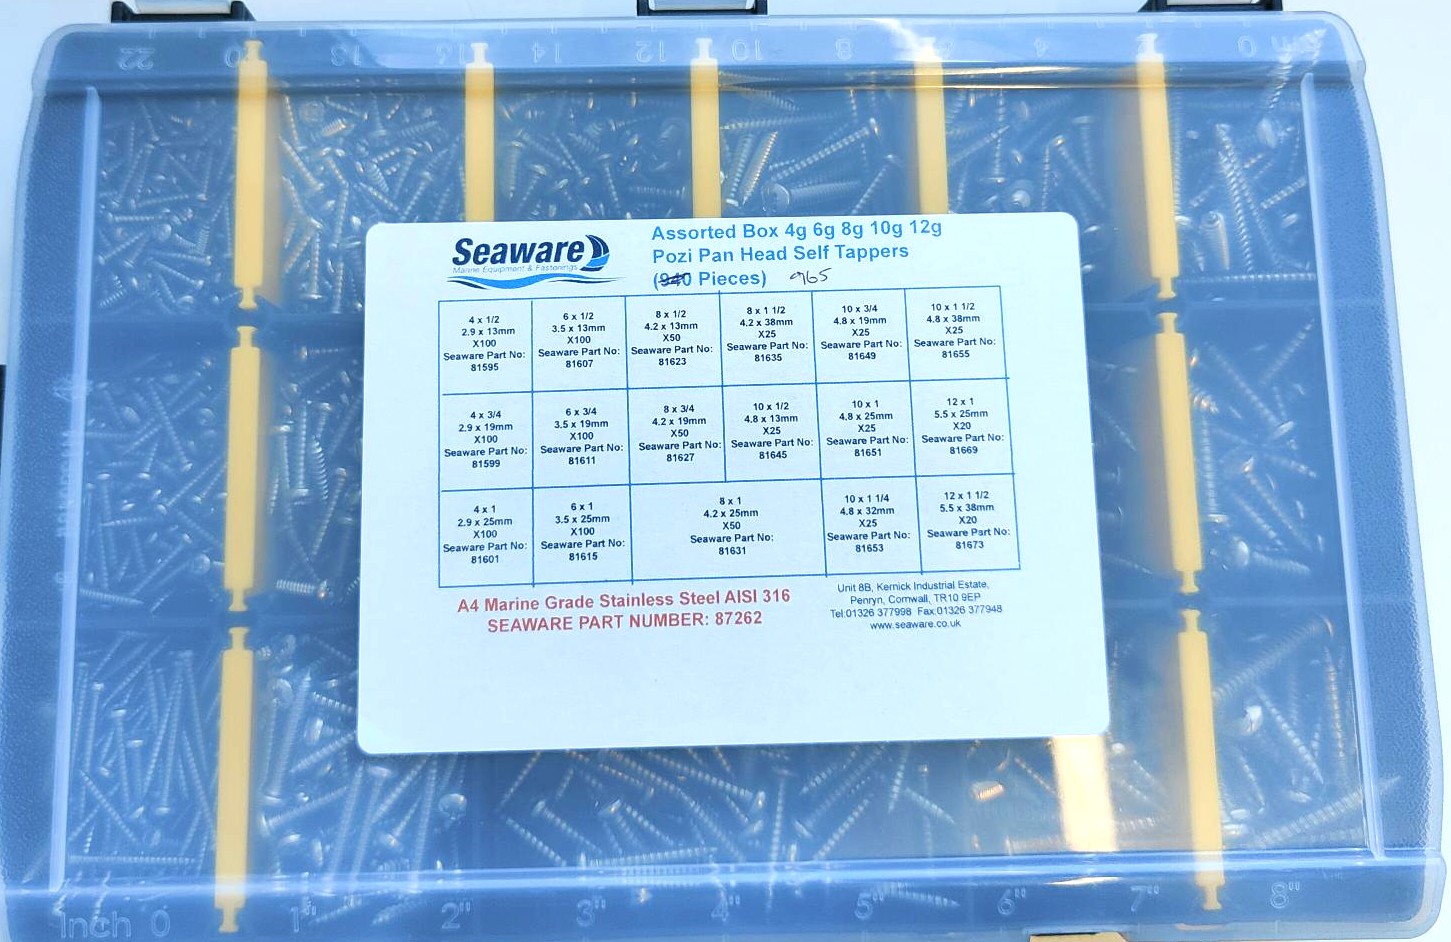 22 20 18 16 14 12 10 8 4 2 0 cm
Seaware
Marine Equipment & Fastenings
Assorted Box 4g 6g 8g 10g 12g
Pozi Pan Head Self Tappers
(940 Pieces) 965
4 x 1/2
2.9 x 13mm
X100
Seaware Part No:
81595
6 x 1/2
3.5 x 13mm
X100
Seaware Part No:
81607
8 x 1/2
4.2 x 13mm
X50
Seaware Part No:
81623
8 x 1 1/2
4.2 x 38mm
X25
Seaware Part No:
81635
10 x 3/4
4.8 x 19mm
X25
Seaware Part No:
81649
10 x 1 1/2
4.8 x 38mm
X25
Seaware Part No:
81655
4 x 3/4
2.9 x 19mm
X100
Seaware Part No:
81599
6 x 3/4
3.5 x 19mm
X100
Seaware Part No:
81611
8 x 3/4
4.2 x 19mm
X50
Seaware Part No:
81627
10 x 1/2
4.8 x 13mm
X25
Seaware Part No:
81645
10 x 1
4.8 x 25mm
X25
Seaware Part No:
81651
12 x 1
5.5 x 25mm
X20
Seaware Part No:
81669
4 x 1
2.9 x 25mm
X100
Seaware Part No:
81601
6 x 1
3.5 x 25mm
X100
Seaware Part No:
81615
8 x 1
4.2 x 25mm
X50
Seaware Part No:
81631
10 x 1 1/4
4.8 x 32mm
X25
Seaware Part No:
81653
12 x 1 1/2
5.5 x 38mm
X20
Seaware Part No:
81673
A4 Marine Grade Stainless Steel AISI 316
SEAWARE PART NUMBER: 87262
Unit 8B, Kernick Industrial Estate,
Penryn, Cornwall, TR10 9EP
Tel:01326 377998 Fax:01326 377948
www.seaware.co.uk
Inch 0 1" 2" 3" 4" 5" 6" 7" 8"